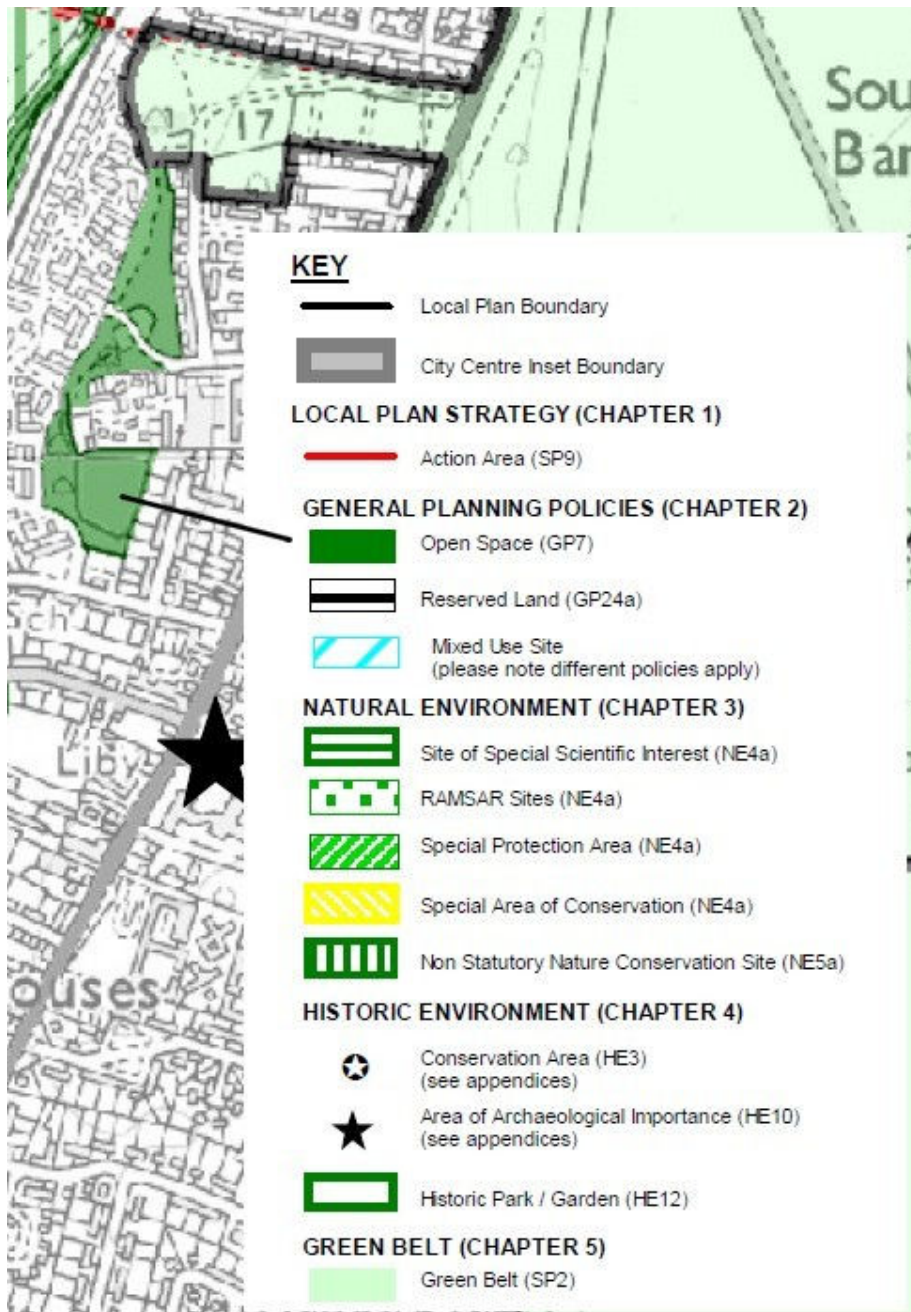 Sou
Bar
17
KEY
Local Plan Boundary
City Centre Inset Boundary
LOCAL PLAN STRATEGY (CHAPTER 1)
Action Area (SP9)
GENERAL PLANNING POLICIES (CHAPTER 2)
Open Space (GP7)
Reserved Land (GP24a)
Mixed Use Site
(please note different policies apply)
NATURAL ENVIRONMENT (CHAPTER 3)
Site of Special Scientific Interest (NE4a)
RAMSAR Sites (NE4a)
Special Protection Area (NE4a)
Special Area of Conservation (NE4a)
Non Statutory Nature Conservation Site (NE5a)
HISTORIC ENVIRONMENT (CHAPTER 4)
Conservation Area (HE3)
(see appendices)
Area of Archaeological Importance (HE10)
(see appendices)
Historic Park / Garden (HE12)
GREEN BELT (CHAPTER 5)
Green Belt (SP2)
ch
Liby
ouses